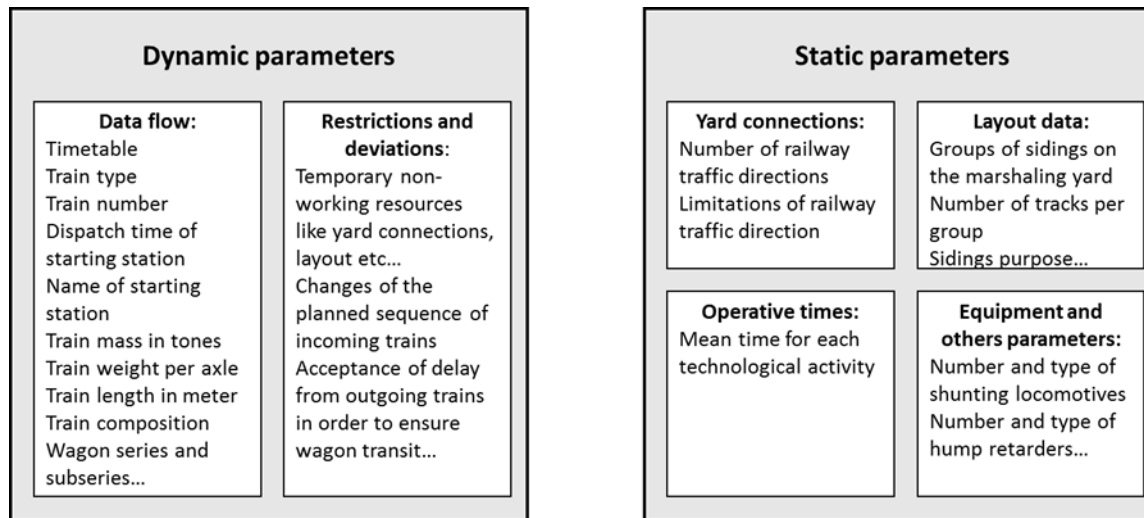 Dynamic parameters
Data flow:
Timetable
Train type
Train number
Dispatch time of
starting station
Name of starting
station
Train mass in tones
Train weight per axle
Train length in meter
Train composition
Wagon series and
subseries...
Restrictions and
deviations:
Temporary non-
working resources
like yard connections,
layout etc...
Changes of the
planned sequence of
incoming trains
Acceptance of delay
from outgoing trains
in order to ensure
wagon transit...
Static parameters
Yard connections:
Number of railway
traffic directions
Limitations of railway
traffic direction
Layout data:
Groups of sidings on
the marshaling yard
Number of tracks per
group
Sidings purpose...
Operative times:
Mean time for each
technological activity
Equipment and
others parameters:
Number and type of
shunting locomotives
Number and type of
hump retarders...